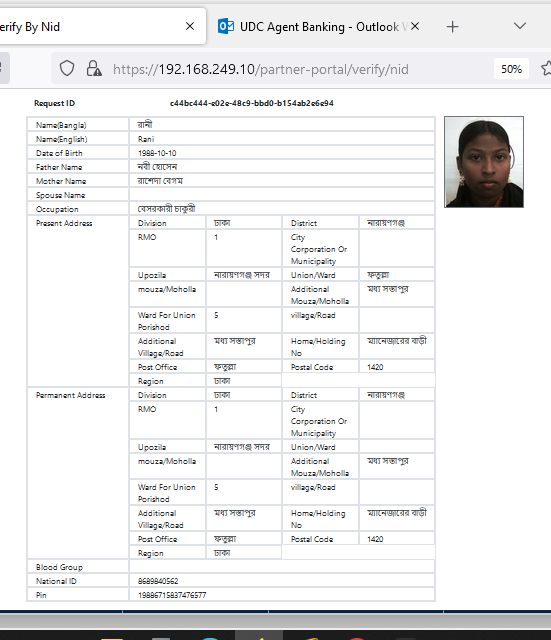 erify By Nid
UDC Agent Banking - Outlook
https://192.168.249.10/partner-portal/verify/nid
50%
Request ID c44bc444-e02e-48c9-bbd0-b154ab2e6e94
Name(Bangla) রানী
Name(English) Rani
Date of Birth 1988-10-10
Father Name নবী হোসেন
Mother Name রাশেদা বেগম
Spouse Name
Occupation বেসরকারী চাকুরী
Present Address Division ঢাকা District নারায়ণগঞ্জ
RMO 1 City
Corporation Or
Municipality
Upozila নারায়ণগঞ্জ সদর Union/Ward ফতুল্লা
mouza/Moholla Additional মধ্য সস্তাপুর
Mouza/Moholla
Ward For Union 5 village/Road
Porishod
Additional মধ্য সস্তাপুর Home/Holding ম্যানেজারের বাড়ী
Village/Road No
Post Office ফতুল্লা Postal Code 1420
Region ঢাকা
Permanent Address Division ঢাকা District নারায়ণগঞ্জ
RMO 1 City
Corporation Or
Municipality
Upozila নারায়ণগঞ্জ সদর Union/Ward
mouza/Moholla Additional মধ্য সস্তাপুর
Mouza/Moholla
Ward For Union 5 village/Road
Porishod
Additional মধ্য সস্তাপুর Home/Holding ম্যানেজারের বাড়ী
Village/Road No
Post Office ফতুল্লা Postal Code 1420
Region ঢাকা
Blood Group
National ID 8689840562
Pin 19886715837476577